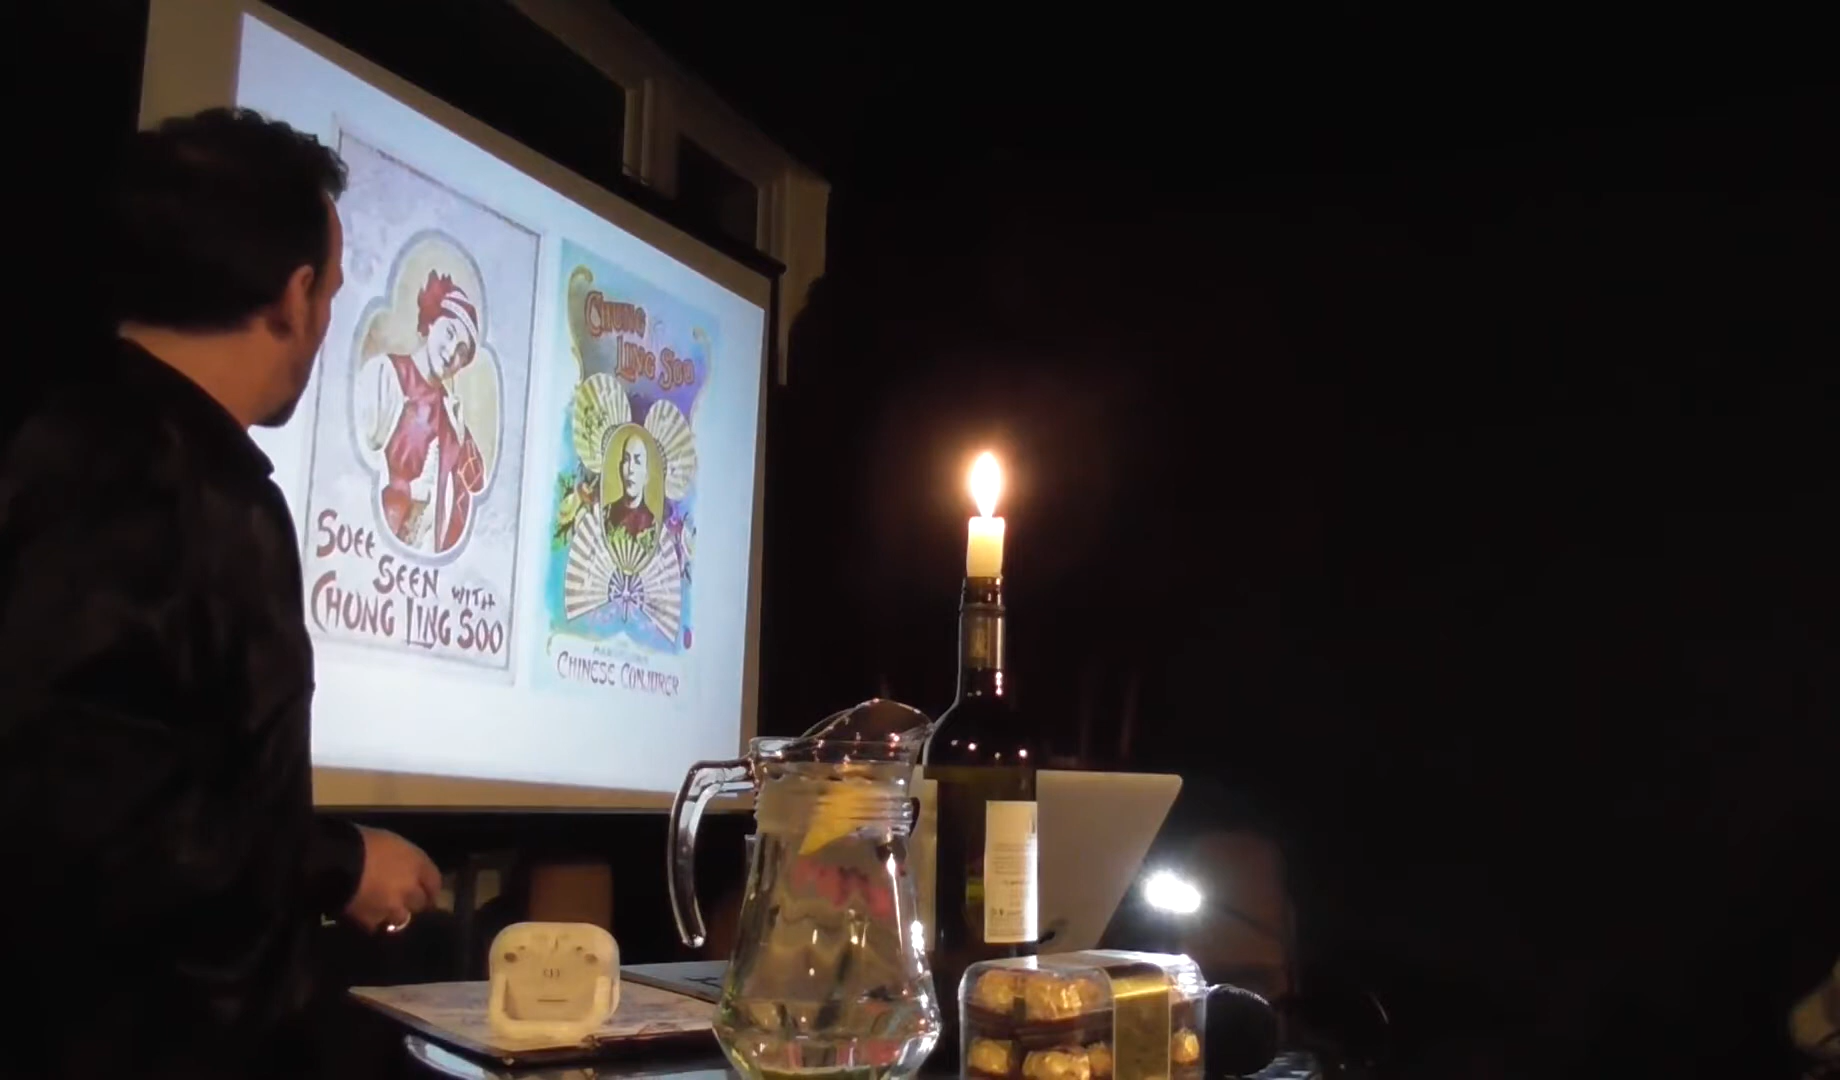 SUEE
SEEN WITH
CHUNG LING SOO
CHUNG
LING SOO
CHINESE CONJURER